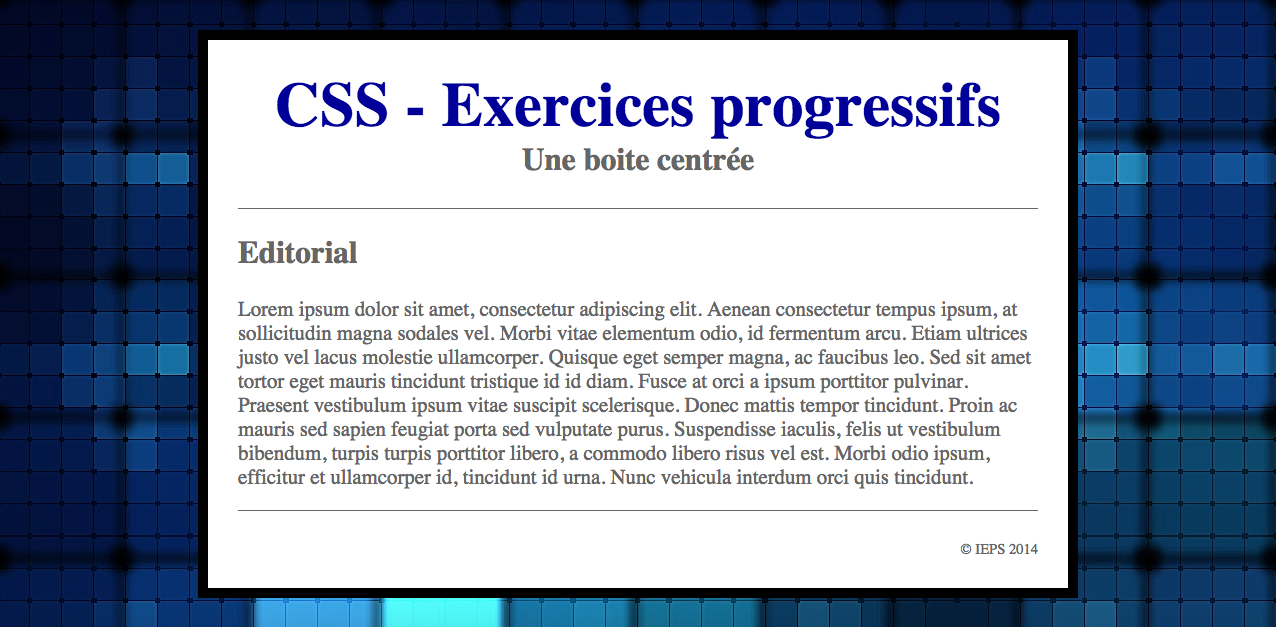 CSS - Exercices progressifs
Une boite centrée
Editorial
Lorem ipsum dolor sit amet, consectetur adipiscing elit. Aenean consectetur tempus ipsum, at
sollicitudin magna sodales vel. Morbi vitae elementum odio, id fermentum arcu. Etiam ultrices
justo vel lacus molestie ullamcorper. Quisque eget semper magna, ac faucibus leo. Sed sit amet
tortor eget mauris tincidunt tristique id id diam. Fusce at orci a ipsum porttitor pulvinar.
Praesent vestibulum ipsum vitae suscipit scelerisque. Donec mattis tempor tincidunt. Proin ac
mauris sed sapien feugiat porta sed vulputate purus. Suspendisse iaculis, felis ut vestibulum
bibendum, turpis turpis porttitor libero, a commodo libero risus vel est. Morbi odio ipsum,
efficitur et ullamcorper id, tincidunt id urna. Nunc vehicula interdum orci quis tincidunt.
© IEPS 2014